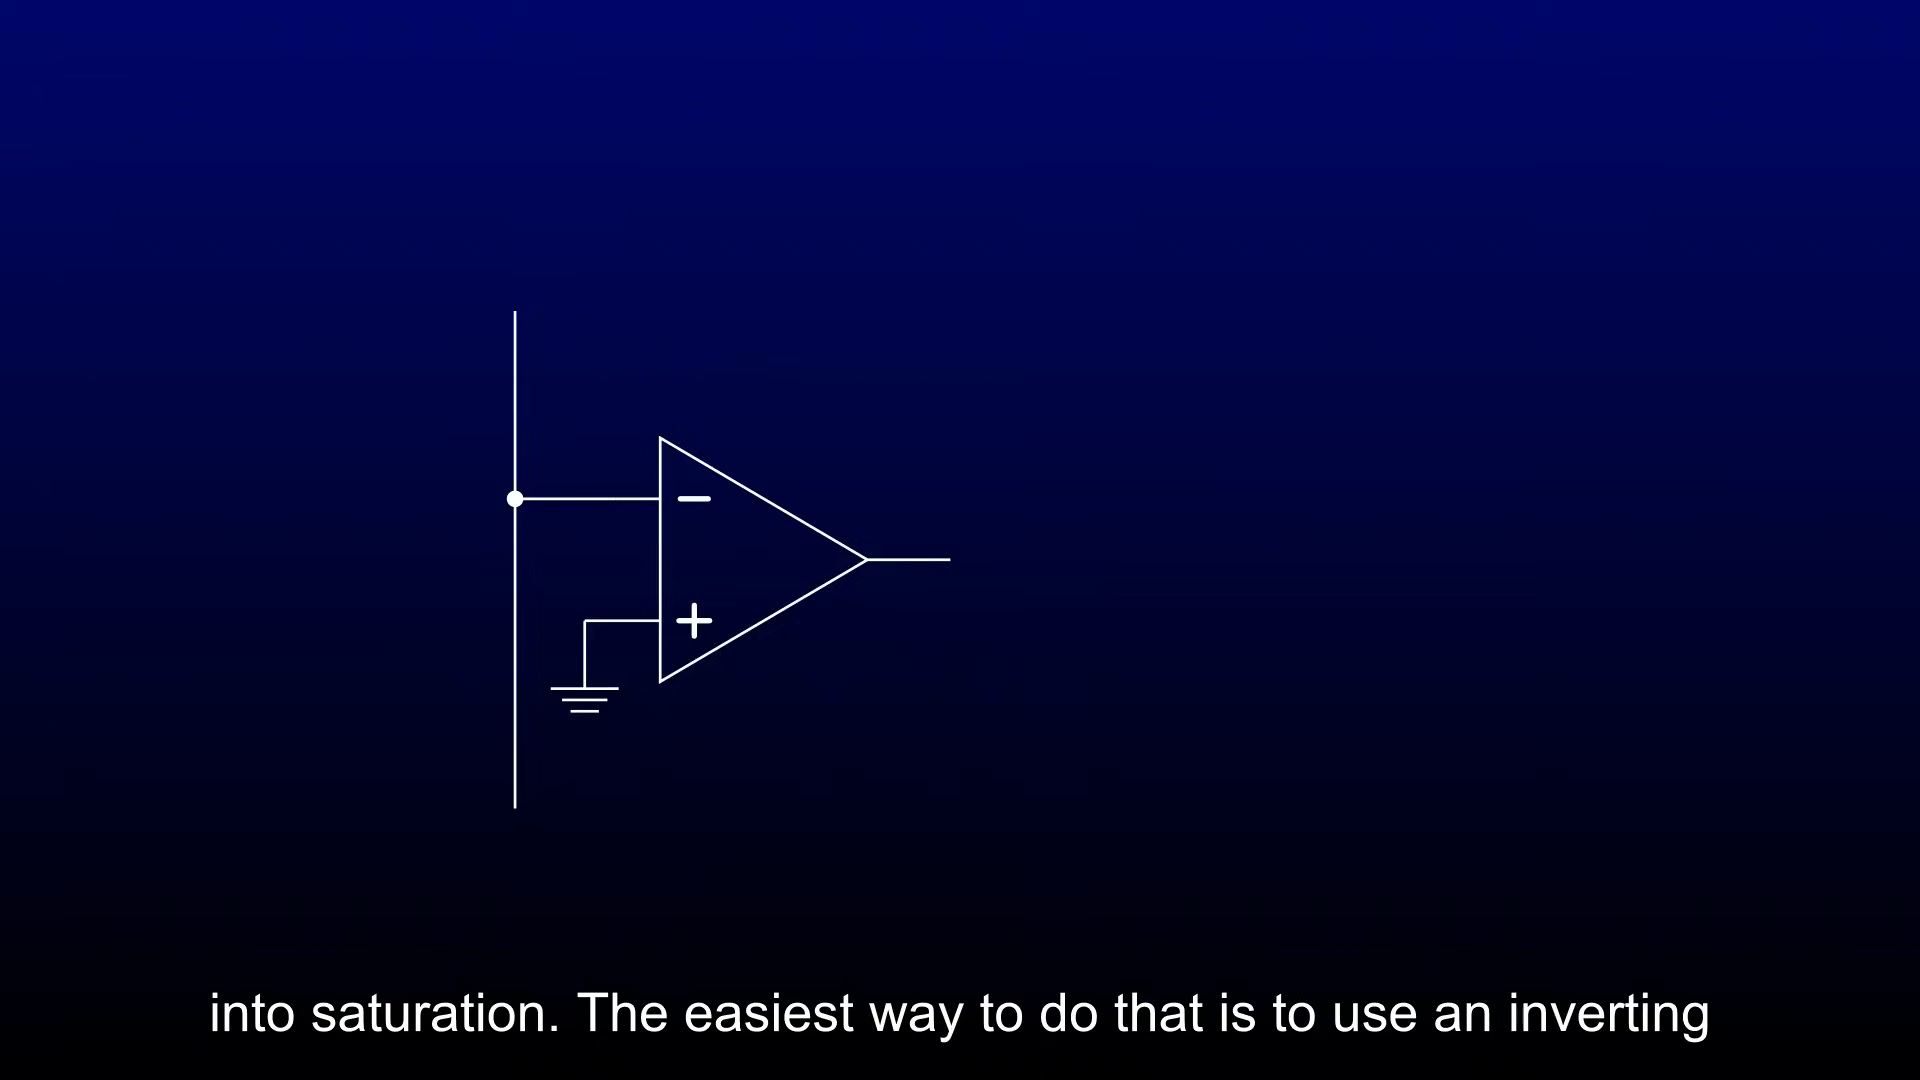 −
+
into saturation. The easiest way to do that is to use an inverting